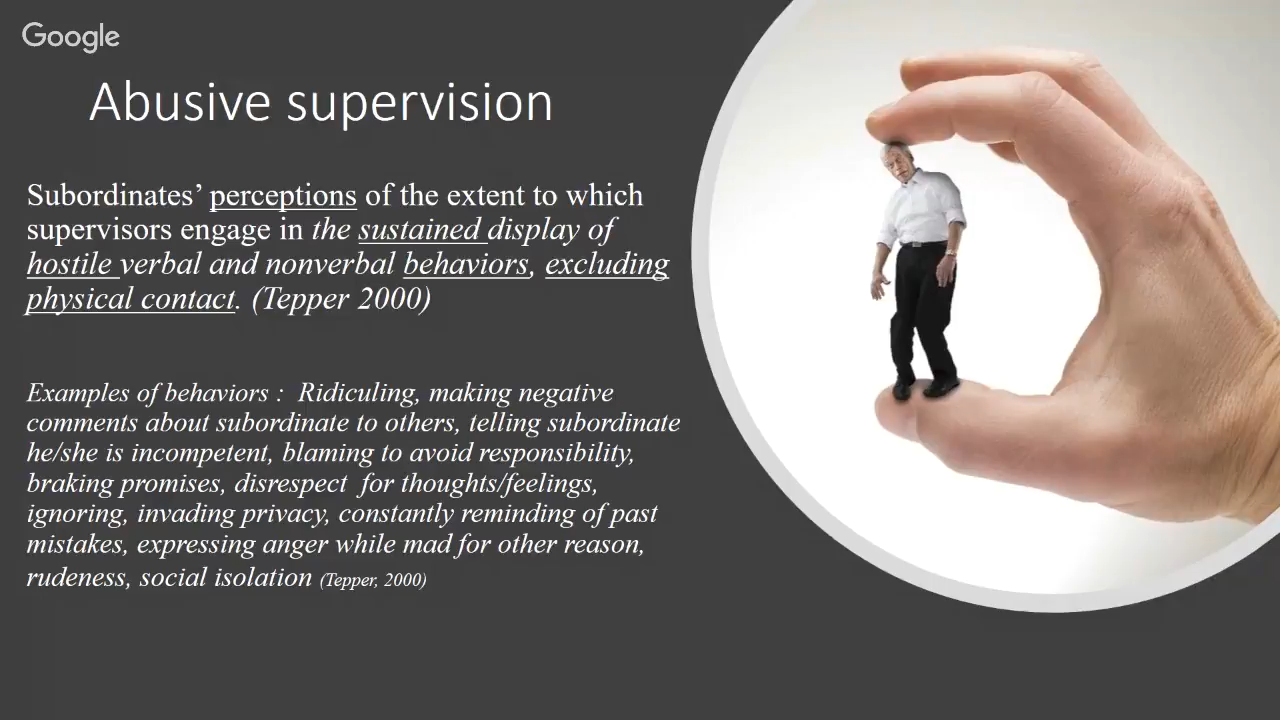 Google
Abusive supervision
Subordinates’ perceptions of the extent to which
supervisors engage in the sustained display of
hostile verbal and nonverbal behaviors, excluding
physical contact. (Tepper 2000)
Examples of behaviors : Ridiculing, making negative
comments about subordinate to others, telling subordinate
he/she is incompetent, blaming to avoid responsibility,
braking promises, disrespect for thoughts/feelings,
ignoring, invading privacy, constantly reminding of past
mistakes, expressing anger while mad for other reason,
rudeness, social isolation (Tepper, 2000)